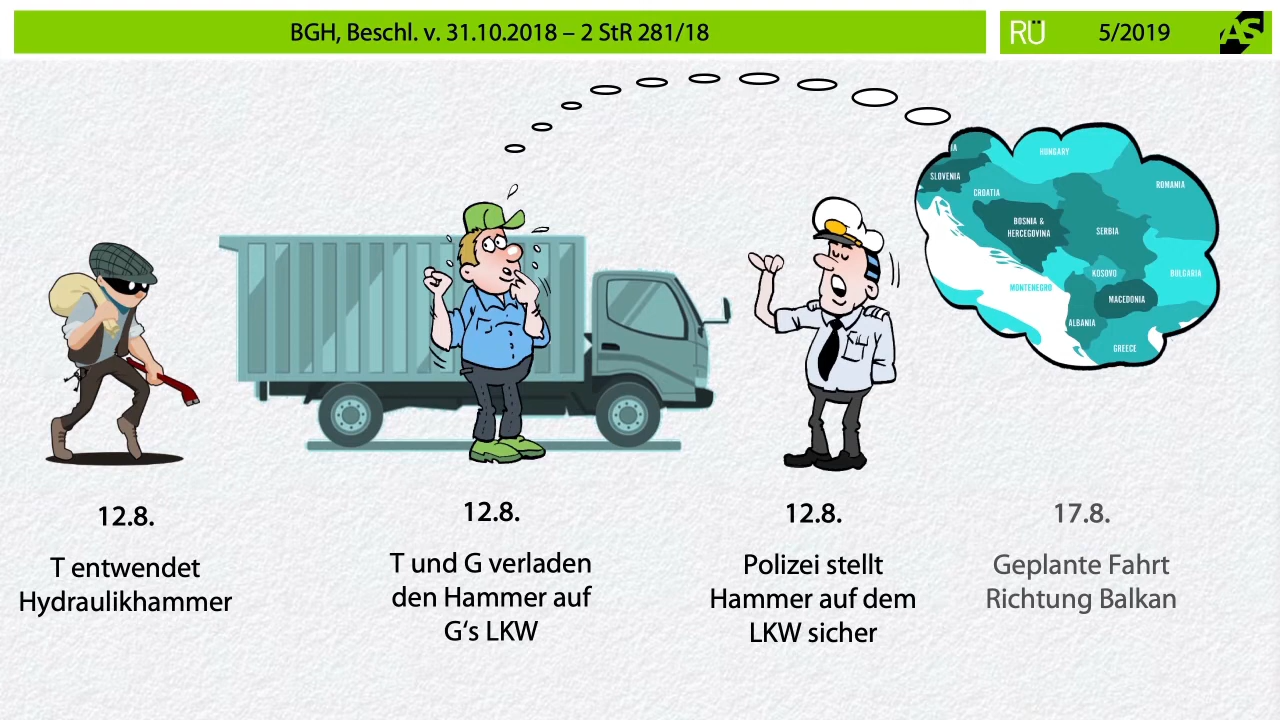 BGH, Beschl. v. 31.10.2018 – 2 StR 281/18
RÜ
5/2019
AS
IA
HUNGARY
SLOVENIA
ROMANIA
CROATIA
BOSNIA &
HERCEGOVINA
SERBIA
KOSOVO
BULGARIA
MONTENEGRO
MACEDONIA
ALBANIA
GREECE
12.8.
T entwendet
Hydraulikhammer
12.8.
T und G verladen
den Hammer auf
G‘s LKW
12.8.
Polizei stellt
Hammer auf dem
LKW sicher
17.8.
Geplante Fahrt
Richtung Balkan